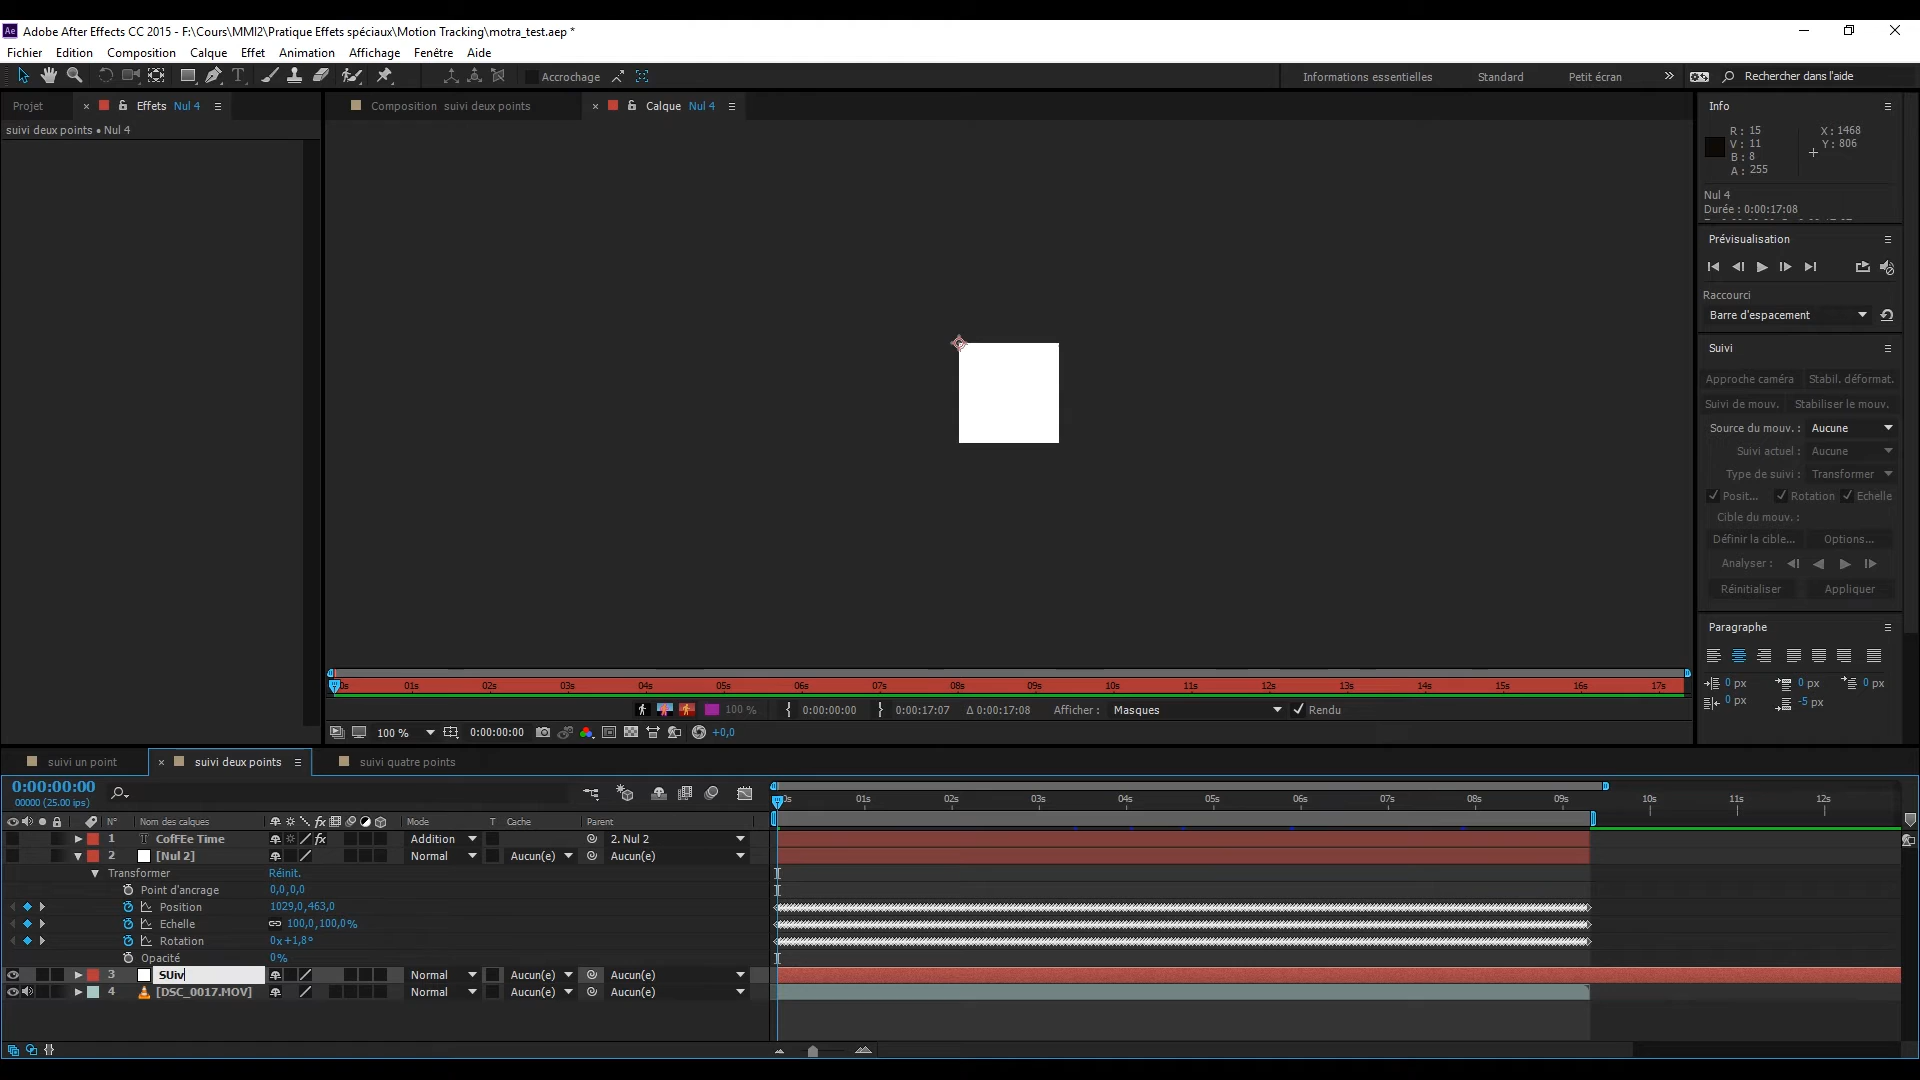 Adobe After Effects CC 2015 - F:\Cours\MMI2\Pratique Effets spéciaux\Motion Tracking\motra_test.aep *
Fichier Edition Composition Calque Effet Animation Affichage Fenêtre Aide
Accrochage Informations essentielles Standard Petit écran Rechercher dans l'aide
Projet Effets Nul 4 Composition suivi deux points Calque Nul 4
suivi deux points • Nul 4
Info
R : 15
V : 11
B : 8
A : 255
X : 1468
Y : 806
Nul 4
Durée : 0:00:17:08
Prévisualisation
Raccourci
Barre d'espacement
Suivi
Approche caméra Stabil. déformat.
Suivi de mouv. Stabiliser le mouv.
Source du mouv. : Aucune
Suivi actuel : Aucune
Type de suivi : Transformer
Posit... Rotation Echelle
Cible du mouv. :
Définir la cible... Options...
Analyser :
Réinitialiser Appliquer
Paragraphe
0 px 0 px 0 px
0 px -5 px
0s 01s 02s 03s 04s 05s 06s 07s 08s 09s 10s 11s 12s 13s 14s 15s 16s 17s
100 % 0:00:00:00 0:00:17:07 Δ 0:00:17:08 Afficher : Masques Rendu
100 % 0:00:00:00 +0,0
suivi un point suivi deux points suivi quatre points
0:00:00:00
00000 (25.00 ips)
0s 01s 02s 03s 04s 05s 06s 07s 08s 09s 10s 11s 12s
N° Nom des calques fx Mode T Cache Parent
1 T CoffEe Time fx Addition 2. Nul 2
2 [Nul 2] Normal Aucun(e) Aucun(e)
Transformer Réinit.
Point d'ancrage 0,0,0,0
Position 1029,0,463,0
Echelle 100,0,100,0%
Rotation 0x+1,8°
Opacité 0%
3 SUiv Normal Aucun(e) Aucun(e)
4 [DSC_0017.MOV] Normal Aucun(e) Aucun(e)